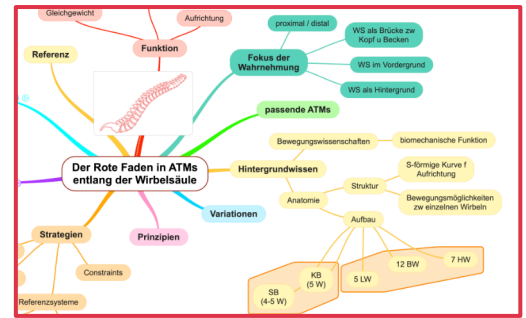 Gleichgewicht
Aufrichtung
Funktion
Referenz
proximal / distal
Fokus der
Wahrnehmung
WS als Brücke zw
Kopf u Becken
WS im Vordergrund
WS als Hintergrund
passende ATMs
Der Rote Faden in ATMs
entlang der Wirbelsäule
Hintergrundwissen
Bewegungswissenschaften
biomechanische Funktion
Anatomie
Struktur
S-förmige Kurve f
Aufrichtung
Bewegungsmöglichkeiten
zw einzelnen Wirbeln
Aufbau
7 HW
12 BW
5 LW
KB
(5 W)
SB
(4-5 W)
Variationen
Prinzipien
Strategien
Constraints
Referenzsysteme